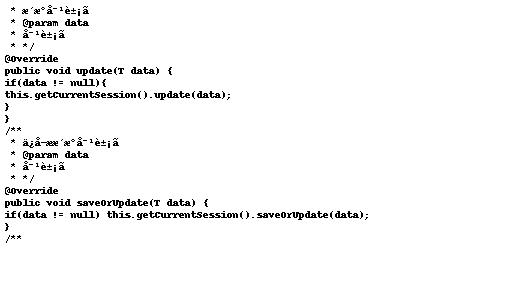 * æ´æ°å¯¹è±¡ã
 * @param data
 * å¯¹è±¡ã
 * */
@Override
public void update(T data) {
if(data != null){
this.getCurrentSession().update(data);
}
}
/**
 * ä¿å­ææ´æ°å¯¹è±¡ã
 * @param data
 * å¯¹è±¡ã
 * */
@Override
public void saveOrUpdate(T data) {
if(data != null) this.getCurrentSession().saveOrUpdate(data);
}
/**